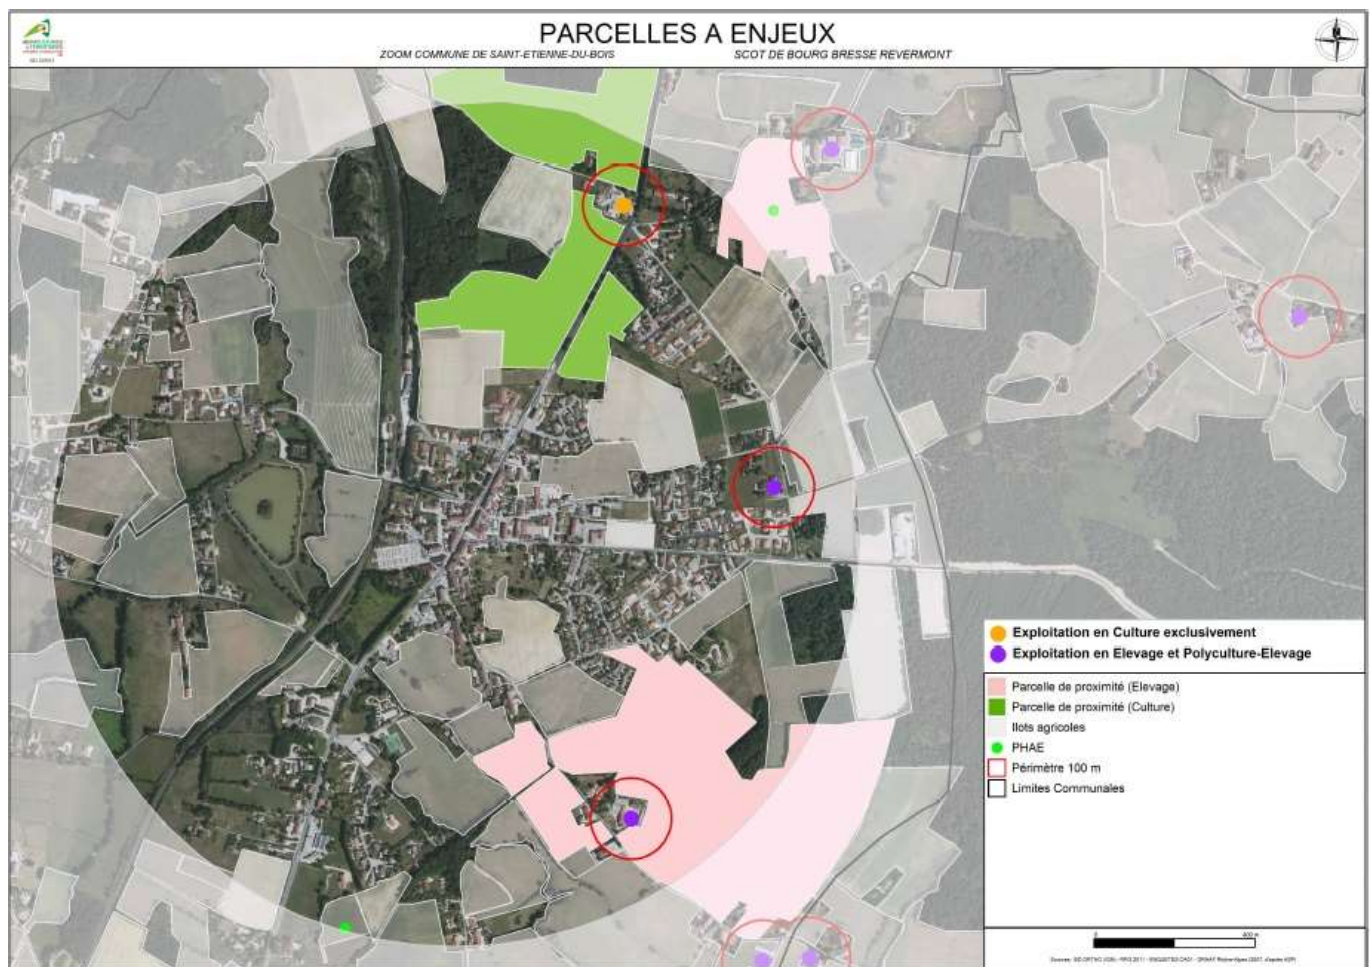 PARCELLES A ENJEUX
ZOOM COMMUNE DE SAINT-ETIENNE-DU-BOIS SCOT DE BOURG BRESSE REVERMONT
Exploitation en Culture exclusivement
Exploitation en Elevage et Polyculture-Elevage
Parcelle de proximité (Elevage)
Parcelle de proximité (Culture)
Ilots agricoles
PHAE
Périmètre 100 m
Limites Communales
0 400 m